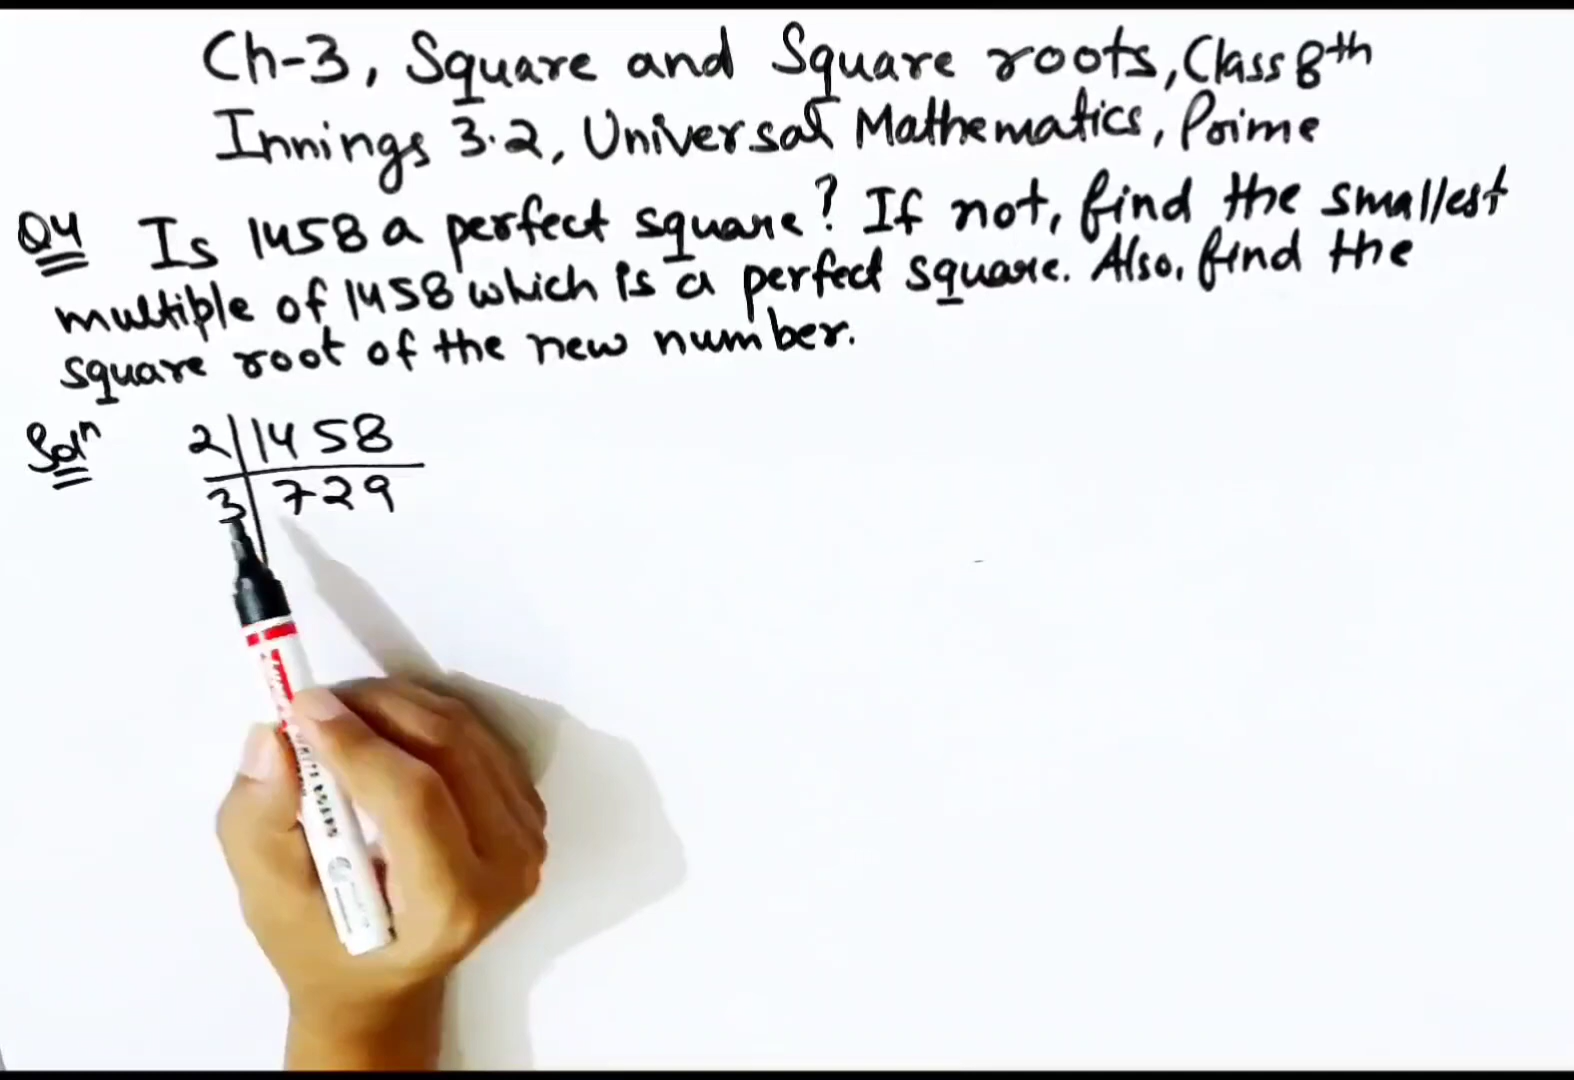 Ch-3, Square and Square roots, Class 8th
Innings 3.2, Universal Mathematics, Prime
Q4 Is 1458 a perfect square? If not, find the smallest
multiple of 1458 which is a perfect square. Also, find the
square root of the new number.
Solⁿ 2 | 1458
3 | 729